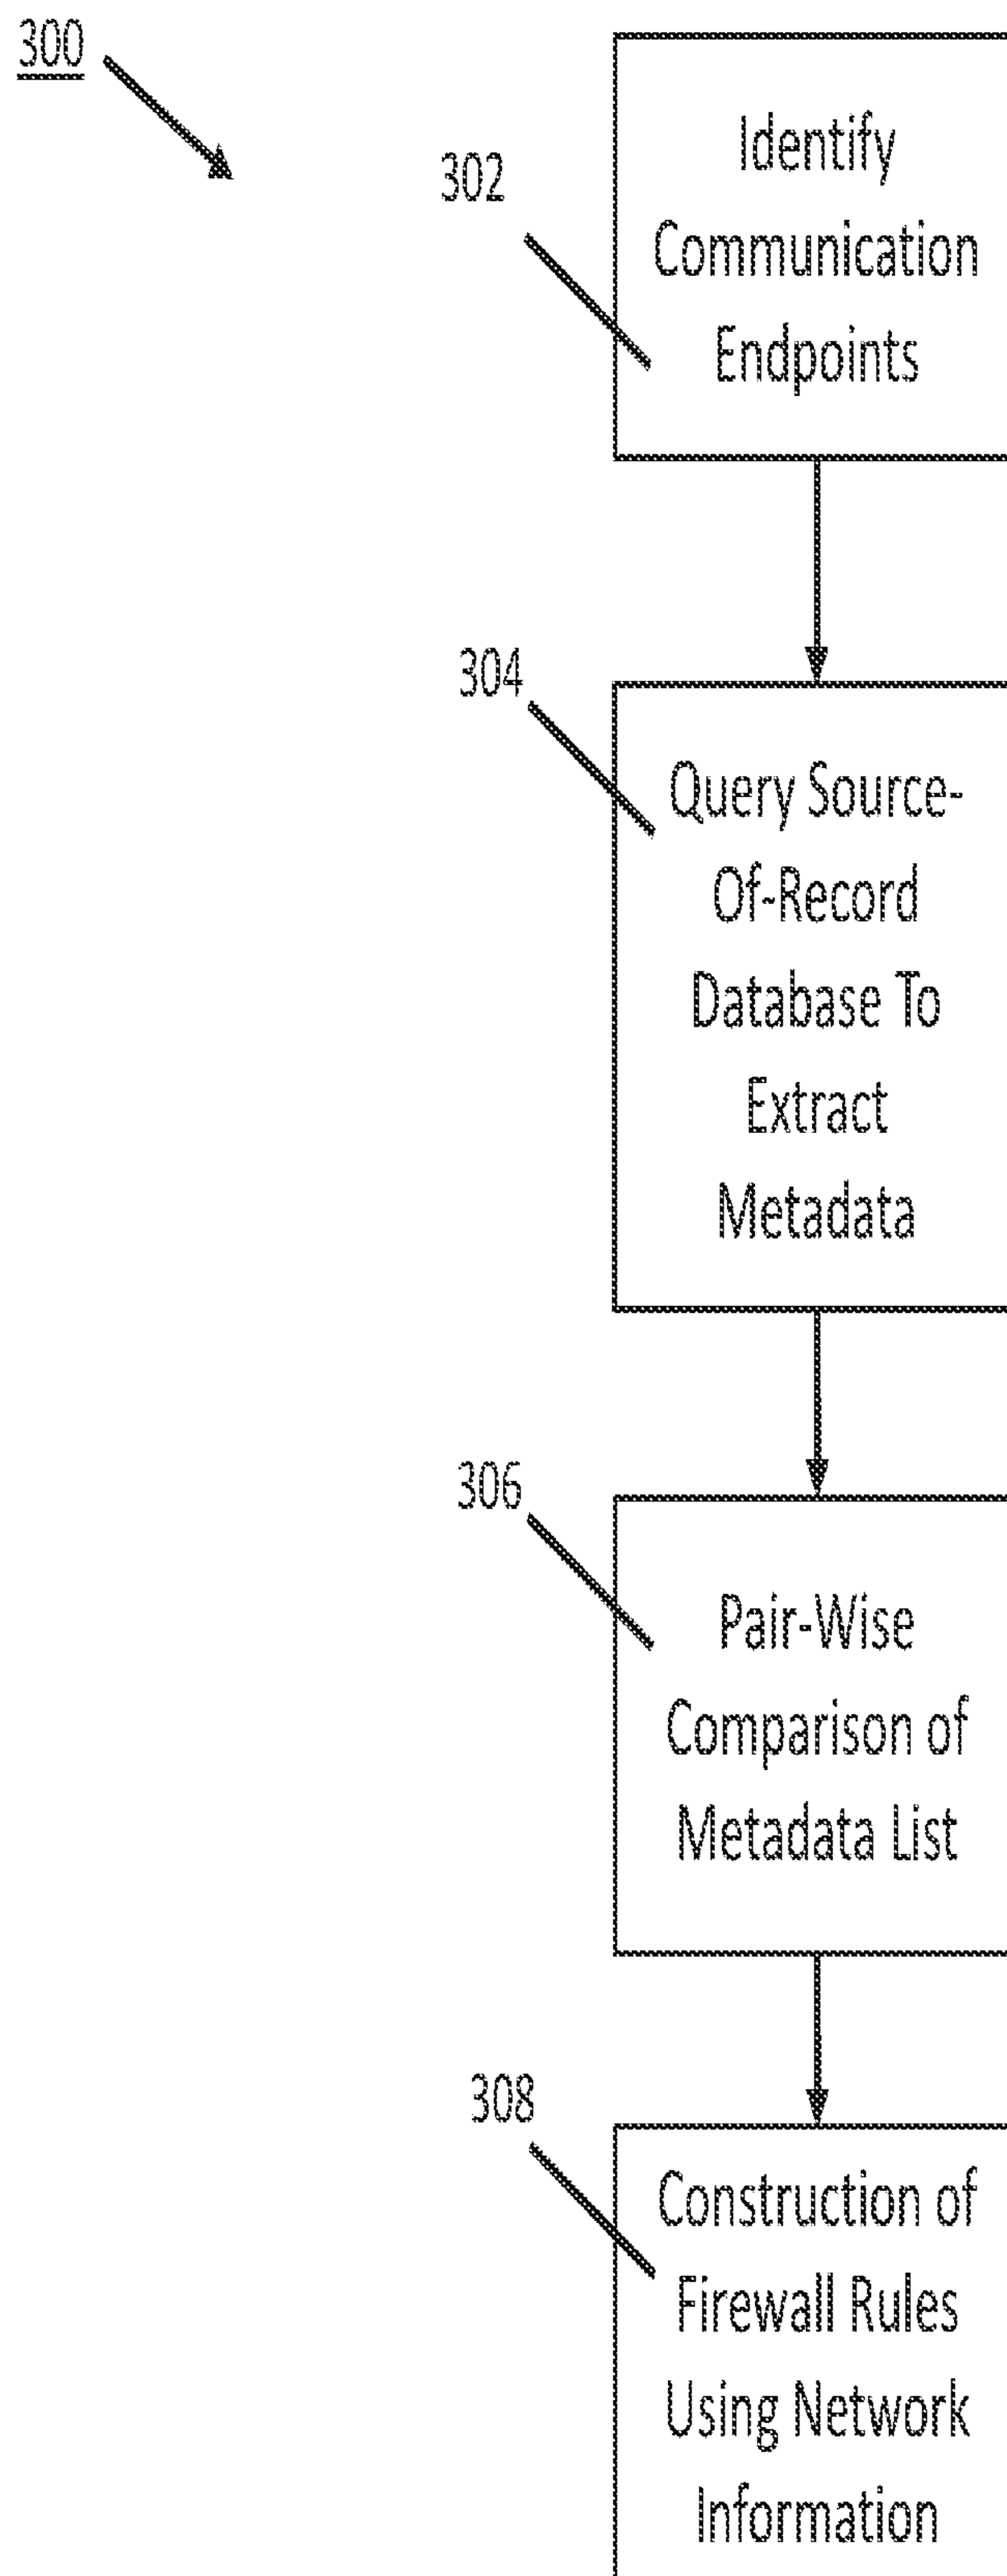 300
302
Identify
Communication
Endpoints
304
Query Source-
Of-Record
Database To
Extract
Metadata
306
Pair-Wise
Comparison of
Metadata List
308
Construction of
Firewall Rules
Using Network
Information